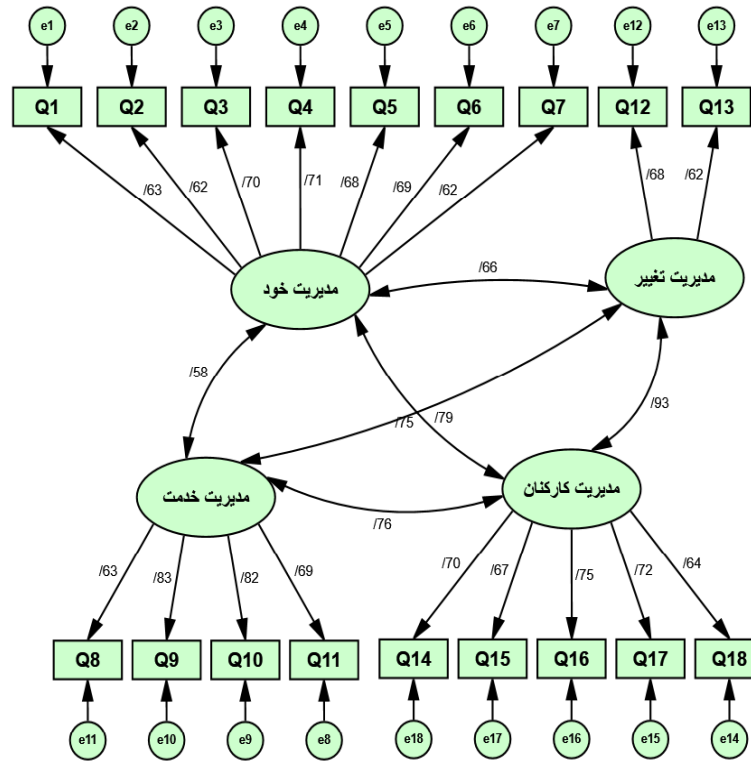 e1 e2 e3 e4 e5 e6 e7 e12 e13
Q1 Q2 Q3 Q4 Q5 Q6 Q7 Q12 Q13
/63 /62 /70 /71 /68 /69 /62 /68 /62
مدیریت خود
مدیریت تغییر
/66
/58
/75
/79
/93
مدیریت خدمت
مدیریت کارکنان
/76
/63 /83 /82 /69
/70 /67 /75 /72 /64
Q8 Q9 Q10 Q11 Q14 Q15 Q16 Q17 Q18
e11 e10 e9 e8 e18 e17 e16 e15 e14